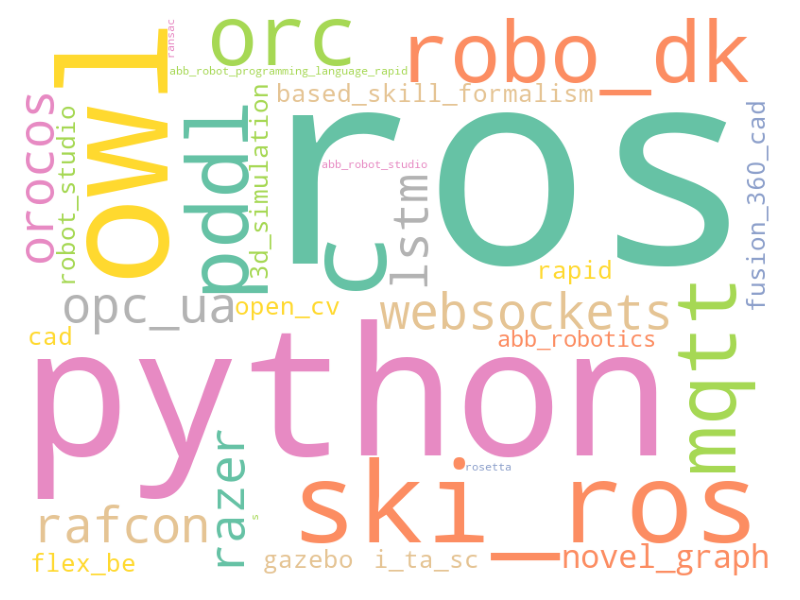 ransac
orc
robo_dk
owl
abb_robot_programming_language_rapid
based_skill_formalism
orocos
robot_studio
pddl
3d_simulation
ros
abb_robot_studio
fusion_360_cad
c
lstm
rapid
opc_ua
open_cv
websockets
mqtt
cad
abb_robotics
python
razer
rosetta
ski_ros
rafcon
s
flex_be
gazebo
i_ta_sc
novel_graph